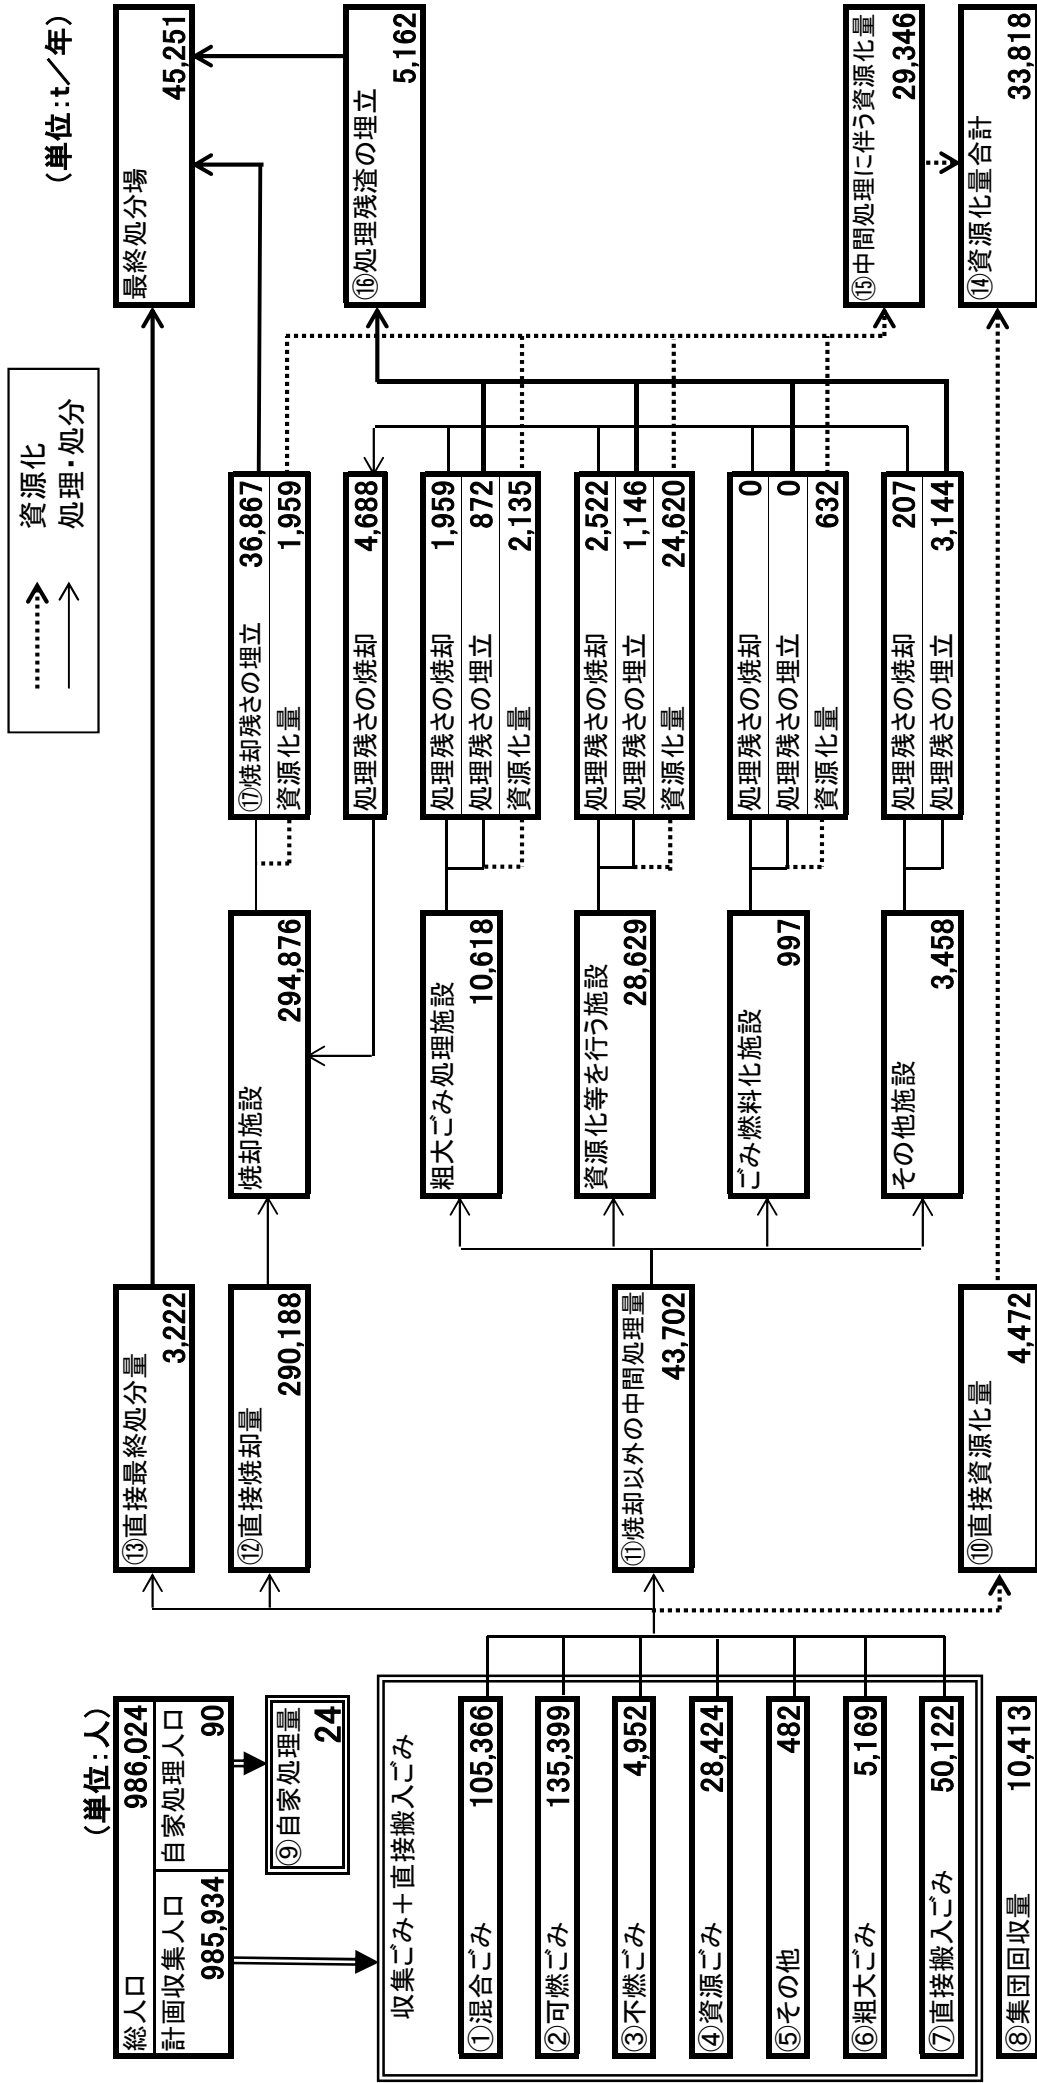 (単位:人)
総人口
986,024
計画収集人口
985,934
自家処理人口
90
⑨自家処理量
24
収集ごみ+直接搬入ごみ
①混合ごみ 105,366
②可燃ごみ 135,399
③不燃ごみ 4,952
④資源ごみ 28,424
⑤その他 482
⑥粗大ごみ 5,169
⑦直接搬入ごみ 50,122
⑧集団回収量 10,413
⑬直接最終処分量
3,222
⑫直接焼却量
290,188
⑪焼却以外の中間処理量
43,702
⑩直接資源化量
4,472
焼却施設
294,876
粗大ごみ処理施設
10,618
資源化等を行う施設
28,629
ごみ燃料化施設
997
その他施設
3,458
資源化
処理・処分
⑰焼却残さの埋立 36,867
資源化量 1,959
処理残さの焼却 4,688
処理残さの焼却 1,959
処理残さの埋立 872
資源化量 2,135
処理残さの焼却 2,522
処理残さの埋立 1,146
資源化量 24,620
処理残さの焼却 0
処理残さの埋立 0
資源化量 632
処理残さの焼却 207
処理残さの埋立 3,144
(単位:t/年)
最終処分場
45,251
⑯処理残渣の埋立
5,162
⑮中間処理に伴う資源化量
29,346
⑭資源化量合計
33,818